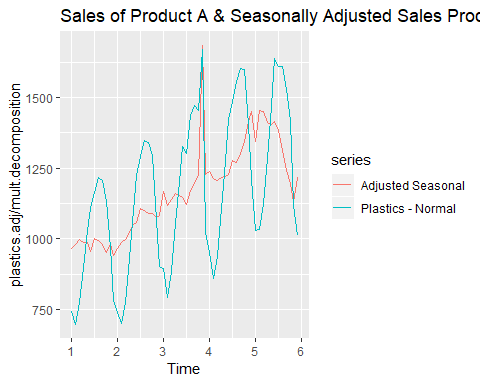 Sales of Product A & Seasonally Adjusted Sales Proc
plastics.adj/mult.decomposition
1500
1250
1000
750
1 2 3 4 5 6
Time
series
Adjusted Seasonal
Plastics - Normal